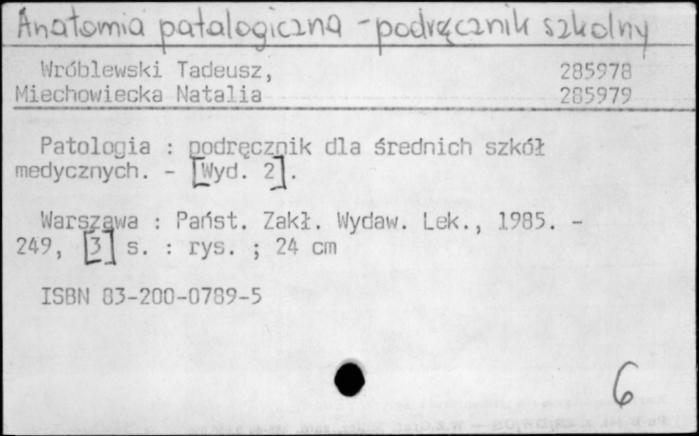 Anatomia patalogiczna - podręcznik szkolny
Wróblewski Tadeusz, 285978
Miechowiecka Natalia 285979
Patologia : podręcznik dla średnich szkół
medycznych. - [Wyd. 2].
Warszawa : Państ. Zakł. Wydaw. Lek., 1985. -
249, [3] s. : rys. ; 24 cm
ISBN 83-200-0789-5
6